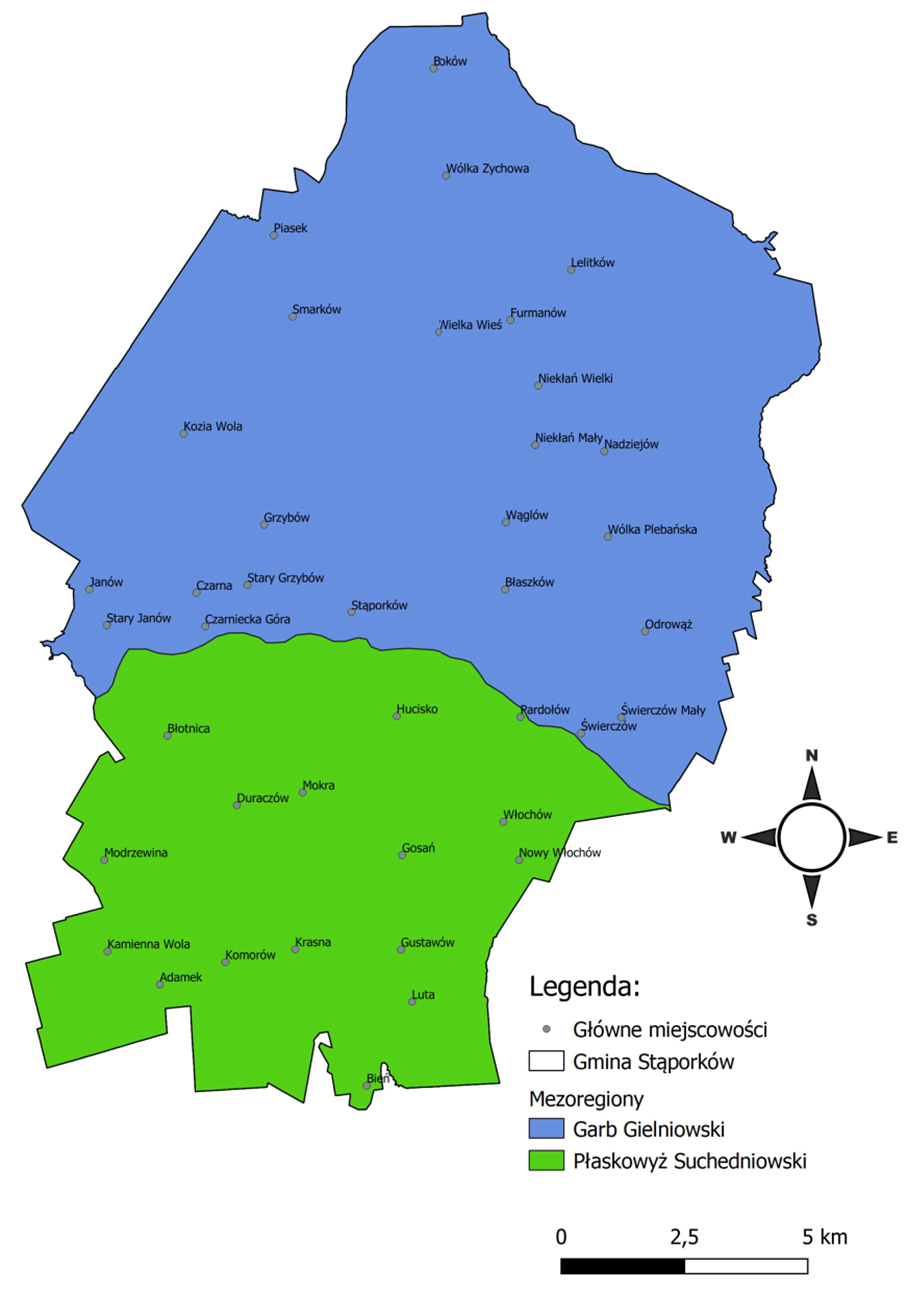 Boków
Wólka Zychowa
Piasek
Lelitków
Smarków
Furmanów
Wielka Wieś
Niekłań Wielki
Kozia Wola
Niekłań Mały
Nadziejów
Grzybów
Wąglów
Wólka Plebańska
Janów
Czarna
Stary Grzybów
Błaszków
Stary Janów
Czarniecka Góra
Stąporków
Odrowąż
Hucisko
Pardołów
Świerczów Mały
Błotnica
Świerczów
N
Mokra
Duraczów
Włochów
W
E
Modrzewina
Gosań
Nowy Włochów
S
Kamienna Wola
Komorów
Krasna
Gustawów
Adamek
Luta
Bień
Legenda:
Główne miejscowości
Gmina Stąporków
Mezoregiony
Garb Gielniowski
Płaskowyż Suchedniowski
0 2,5 5 km